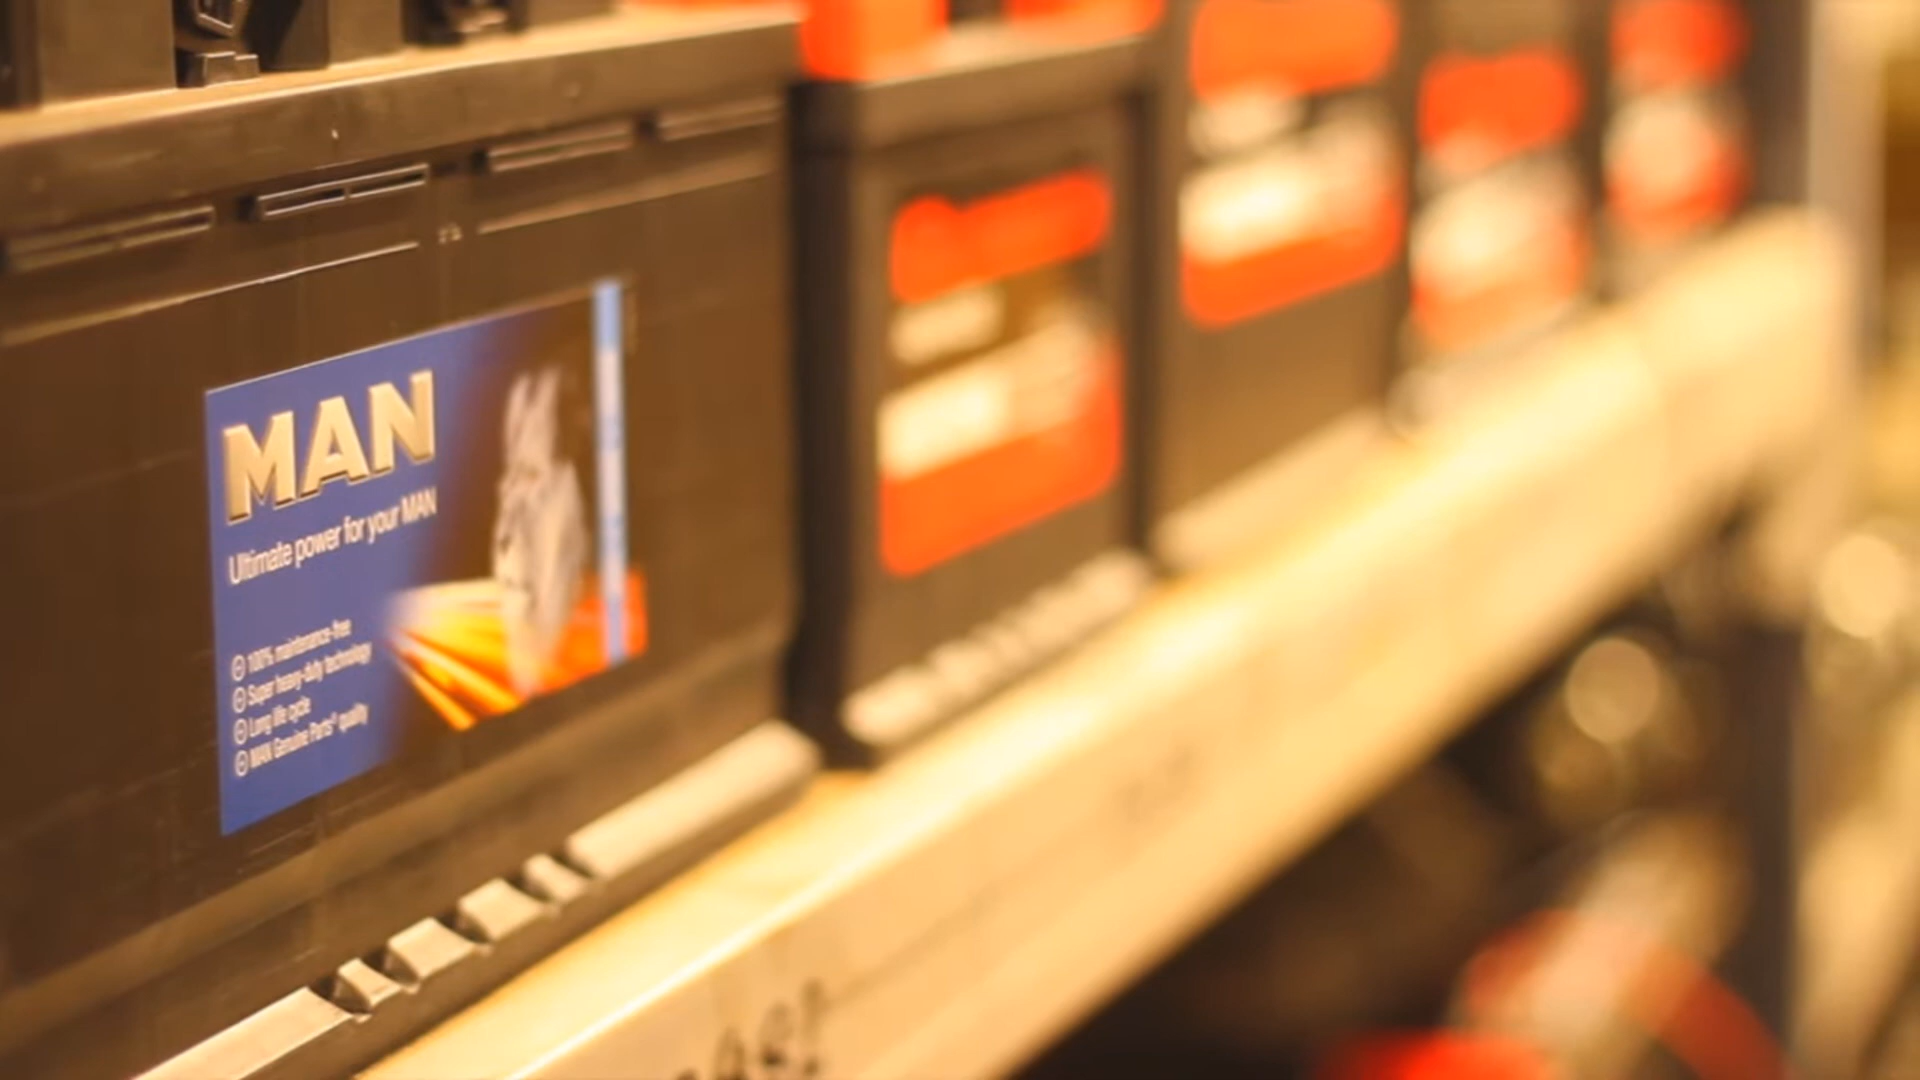 MAN
Ultimate power for your MAN
100% maintenance-free
Super heavy-duty technology
Long life cycle
MAN Genuine Parts® quality